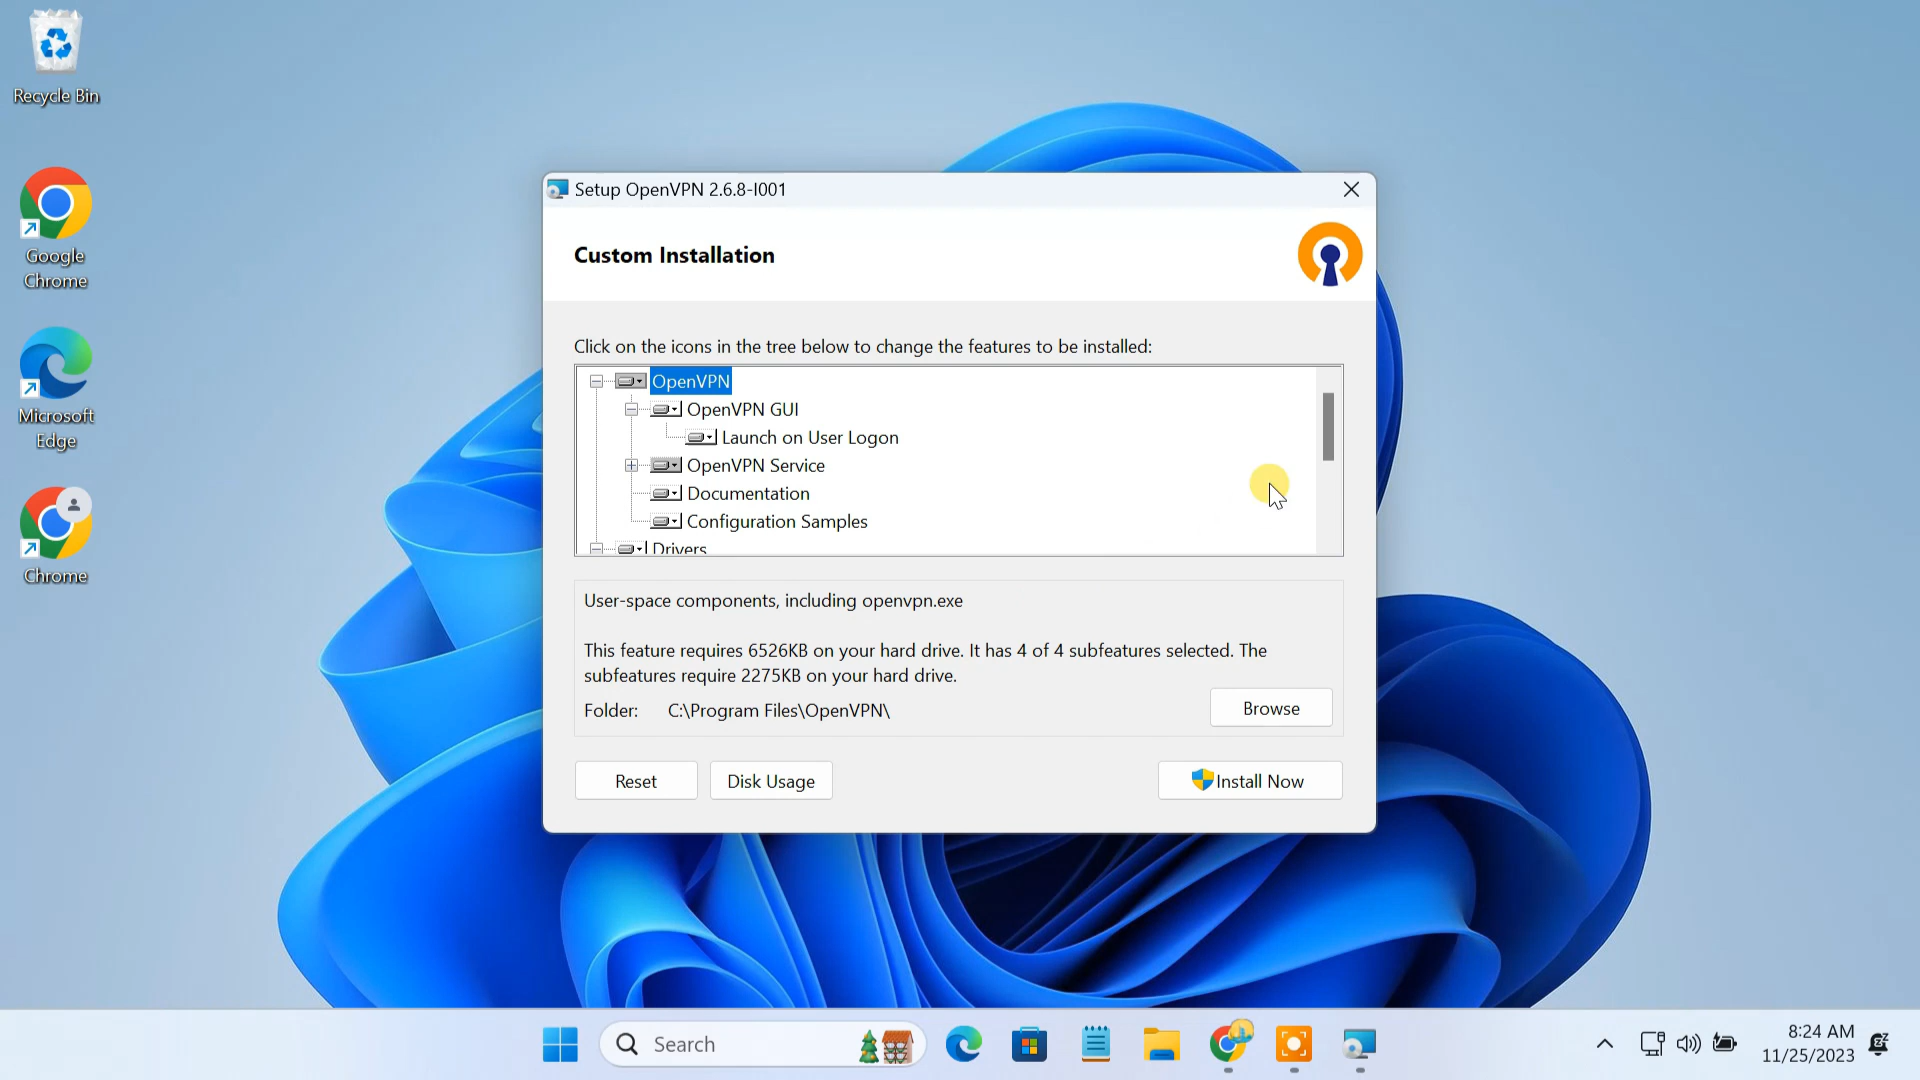 Recycle Bin
Google
Chrome
Microsoft
Edge
Chrome
Setup OpenVPN 2.6.8-I001
Custom Installation
Click on the icons in the tree below to change the features to be installed:
OpenVPN
OpenVPN GUI
Launch on User Logon
OpenVPN Service
Documentation
Configuration Samples
Drivers
User-space components, including openvpn.exe
This feature requires 6526KB on your hard drive. It has 4 of 4 subfeatures selected. The
subfeatures require 2275KB on your hard drive.
Folder: C:\Program Files\OpenVPN\
Browse
Reset
Disk Usage
Install Now
Search
8:24 AM
11/25/2023